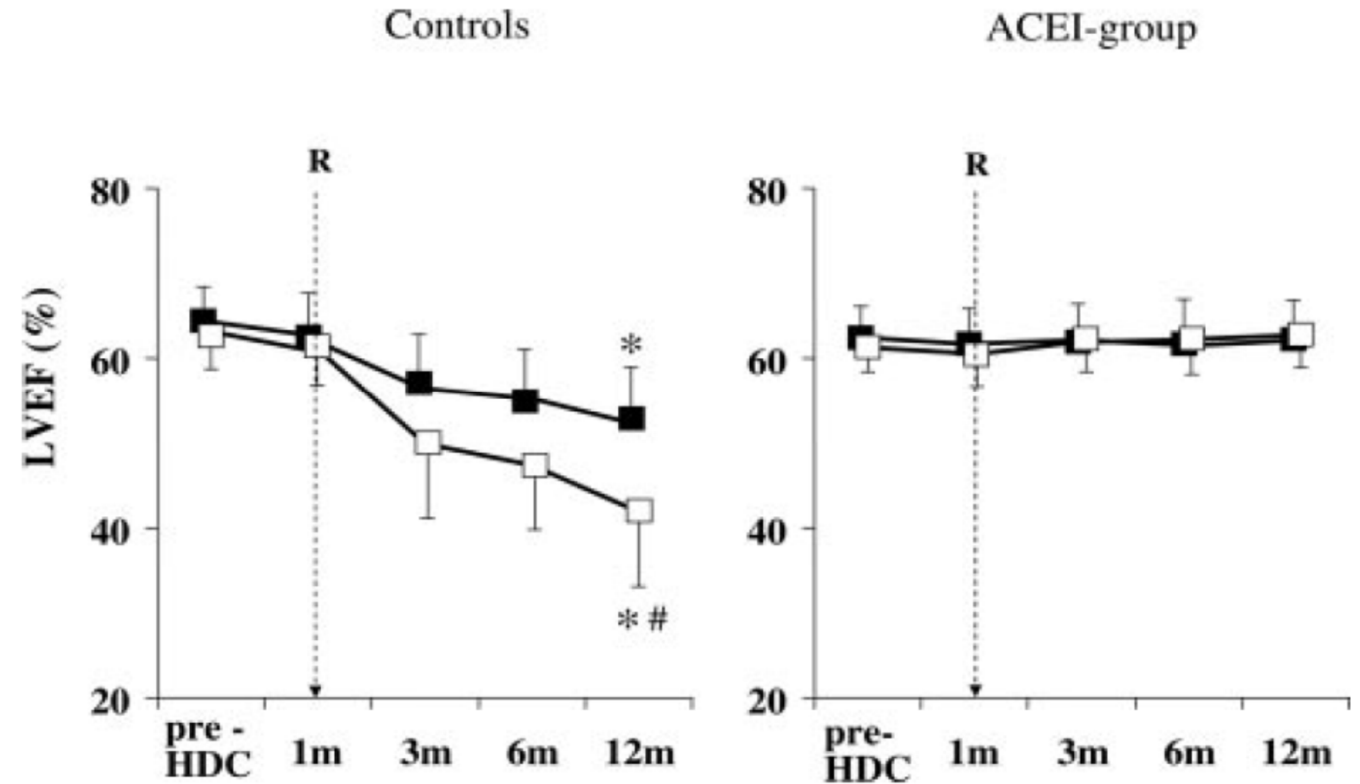 Controls
ACEI-group
R
R
LVEF (%)
80
60
40
20
*
* #
pre - HDC
1m
3m
6m
12m
80
60
40
20
pre- HDC
1m
3m
6m
12m